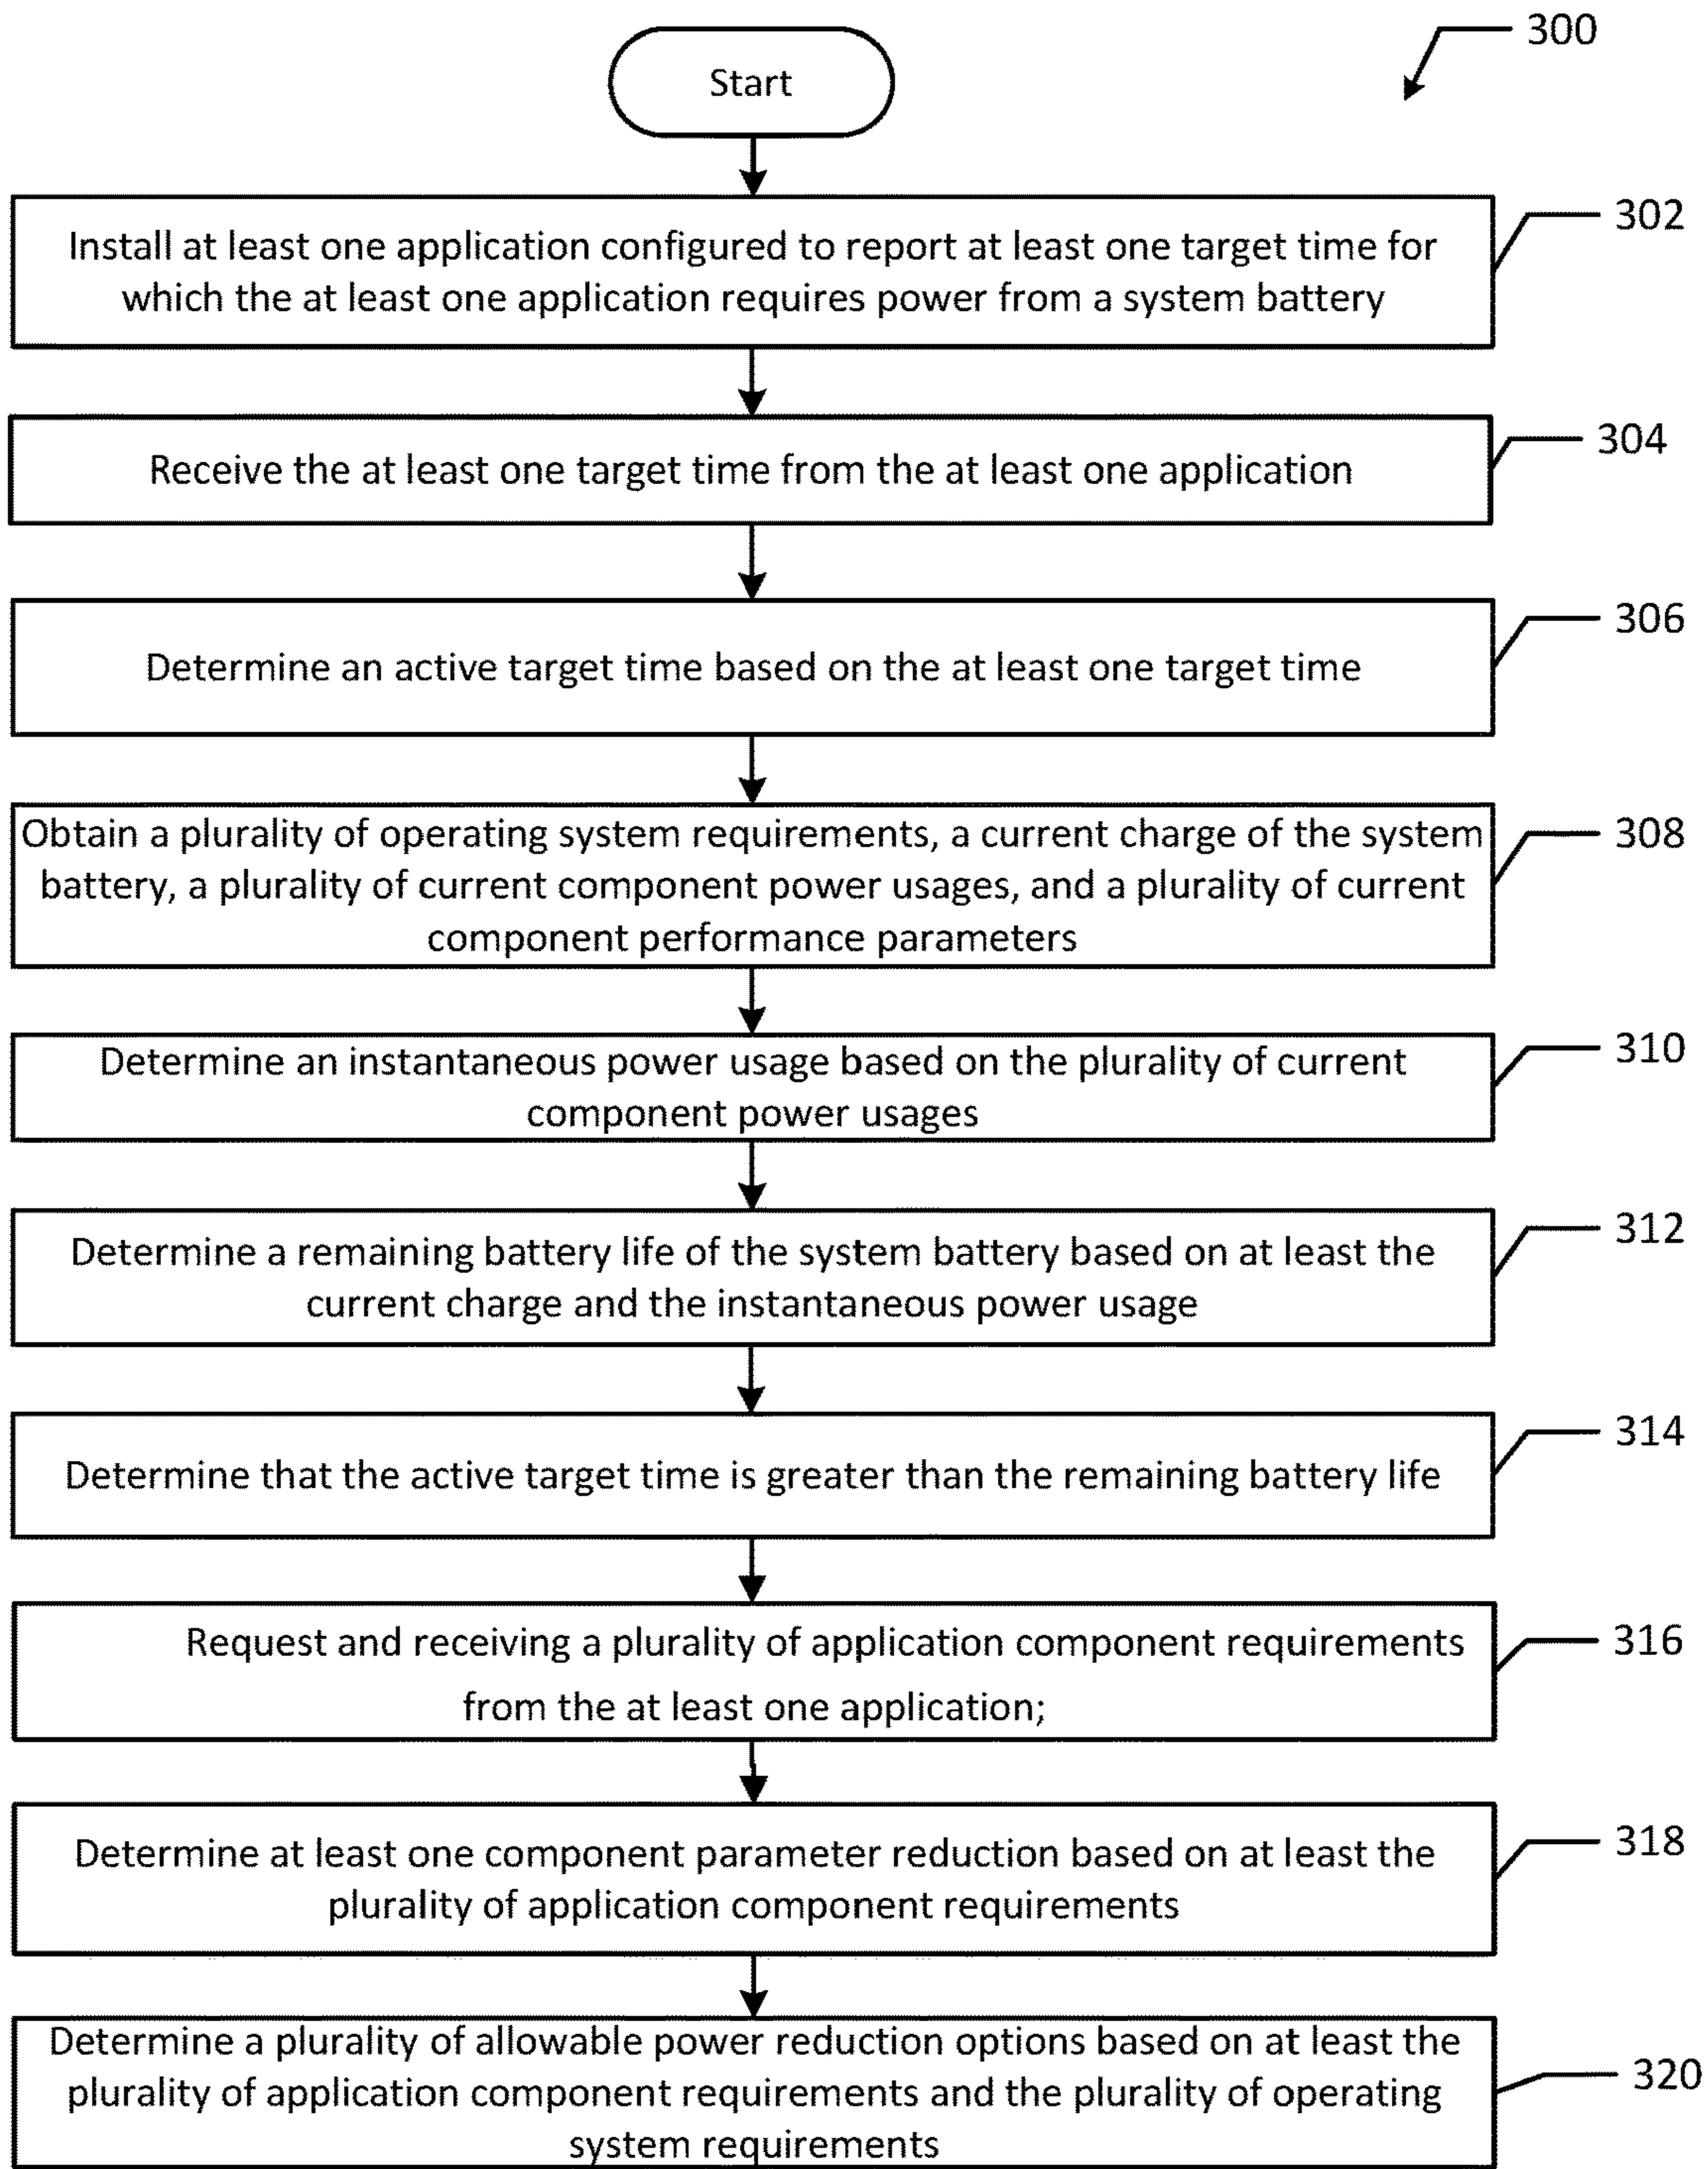 300
Start
302
Install at least one application configured to report at least one target time for
which the at least one application requires power from a system battery
304
Receive the at least one target time from the at least one application
306
Determine an active target time based on the at least one target time
308
Obtain a plurality of operating system requirements, a current charge of the system
battery, a plurality of current component power usages, and a plurality of current
component performance parameters
310
Determine an instantaneous power usage based on the plurality of current
component power usages
312
Determine a remaining battery life of the system battery based on at least the
current charge and the instantaneous power usage
314
Determine that the active target time is greater than the remaining battery life
316
Request and receiving a plurality of application component requirements
from the at least one application;
318
Determine at least one component parameter reduction based on at least the
plurality of application component requirements
320
Determine a plurality of allowable power reduction options based on at least the
plurality of application component requirements and the plurality of operating
system requirements